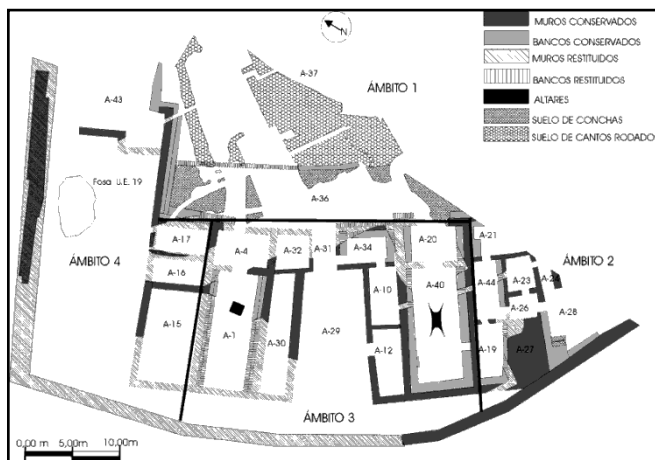 N
MUROS CONSERVADOS
BANCOS CONSERVADOS
MUROS RESTITUIDOS
BANCOS RESTITUIDOS
ALTARES
SUELO DE CONCHAS
SUELO DE CANTOS RODADOS
A-37
ÁMBITO 1
A-43
Fosa U.E. 19
A-36
A-17
A-4
A-32
A-31
A-34
A-20
A-21
ÁMBITO 4
ÁMBITO 2
A-16
A-10
A-40
A-44
A-23
A-24
A-26
A-28
A-15
A-1
A-30
A-29
A-12
A-19
A-27
ÁMBITO 3
0,00 m 5,00m 10,00m